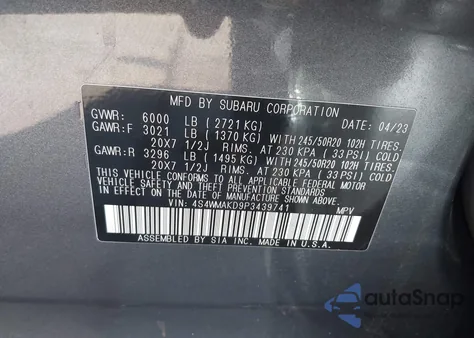 MFD BY SUBARU CORPORATION DATE: 04/23
GVWR: 6000 LB ( 2721 KG)
GAWR:F 3021 LB ( 1370 KG) WITH 245/50R20 102H TIRES,
20X7 1/2J RIMS, AT 230 KPA ( 33 PSI) COLD
GAWR:R 3296 LB ( 1495 KG) WITH 245/50R20 102H TIRES,
20X7 1/2J RIMS, AT 230 KPA ( 33 PSI) COLD
THIS VEHICLE CONFORMS TO ALL APPLICABLE
FEDERAL MOTOR VEHICLE SAFETY STANDARDS IN
EFFECT ON THE DATE OF MANUFACTURE SHOWN ABOVE.
VIN: 4S4WMAKD9P3439741 MPV
ASSEMBLED BY SIA INC. MADE IN U.S.A.
autoSnap
from Stat.vin